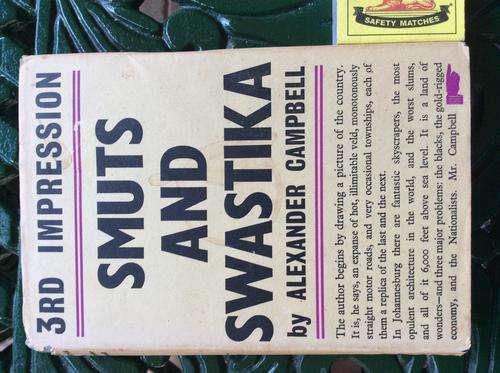 3RD IMPRESSION
SMUTS
AND
SWASTIKA
by ALEXANDER CAMPBELL
The author begins by drawing a picture of the country.
It is, he says, an expanse of hot, illimitable veld, monotonously
straight motor roads, and very occasional townships, each of
them a replica of the last and the next.
In Johannesburg there are fantastic skyscrapers, the most
opulent architecture in the world, and the worst slums,
and all of it 6,000 feet above sea level. It is a land of
wonders—and three major problems: the blacks, the gold-rigged
economy, and the Nationalists. Mr. Campbell
SAFETY MATCHES